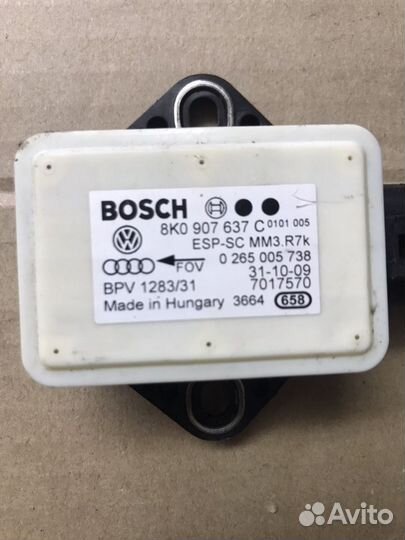 BOSCH
8K0 907 637 C 0101 005
ESP-SC MM3.R7k
FOV 0 265 005 738
31-10-09
BPV 1283/31 7017570
Made in Hungary 3664 658
Avito